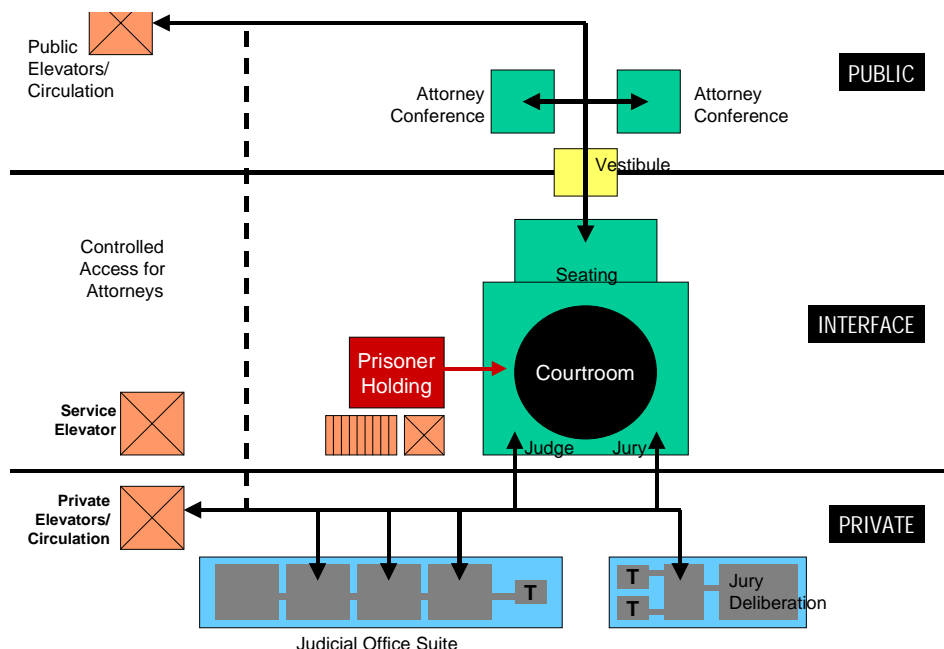 Public
Elevators/
Circulation
Attorney
Conference
Attorney
Conference
PUBLIC
Vestibule
Controlled
Access for
Attorneys
Seating
INTERFACE
Prisoner
Holding
Courtroom
Service
Elevator
Judge
Jury
Private
Elevators/
Circulation
PRIVATE
T
T
T
Jury
Deliberation
Judicial Office Suite